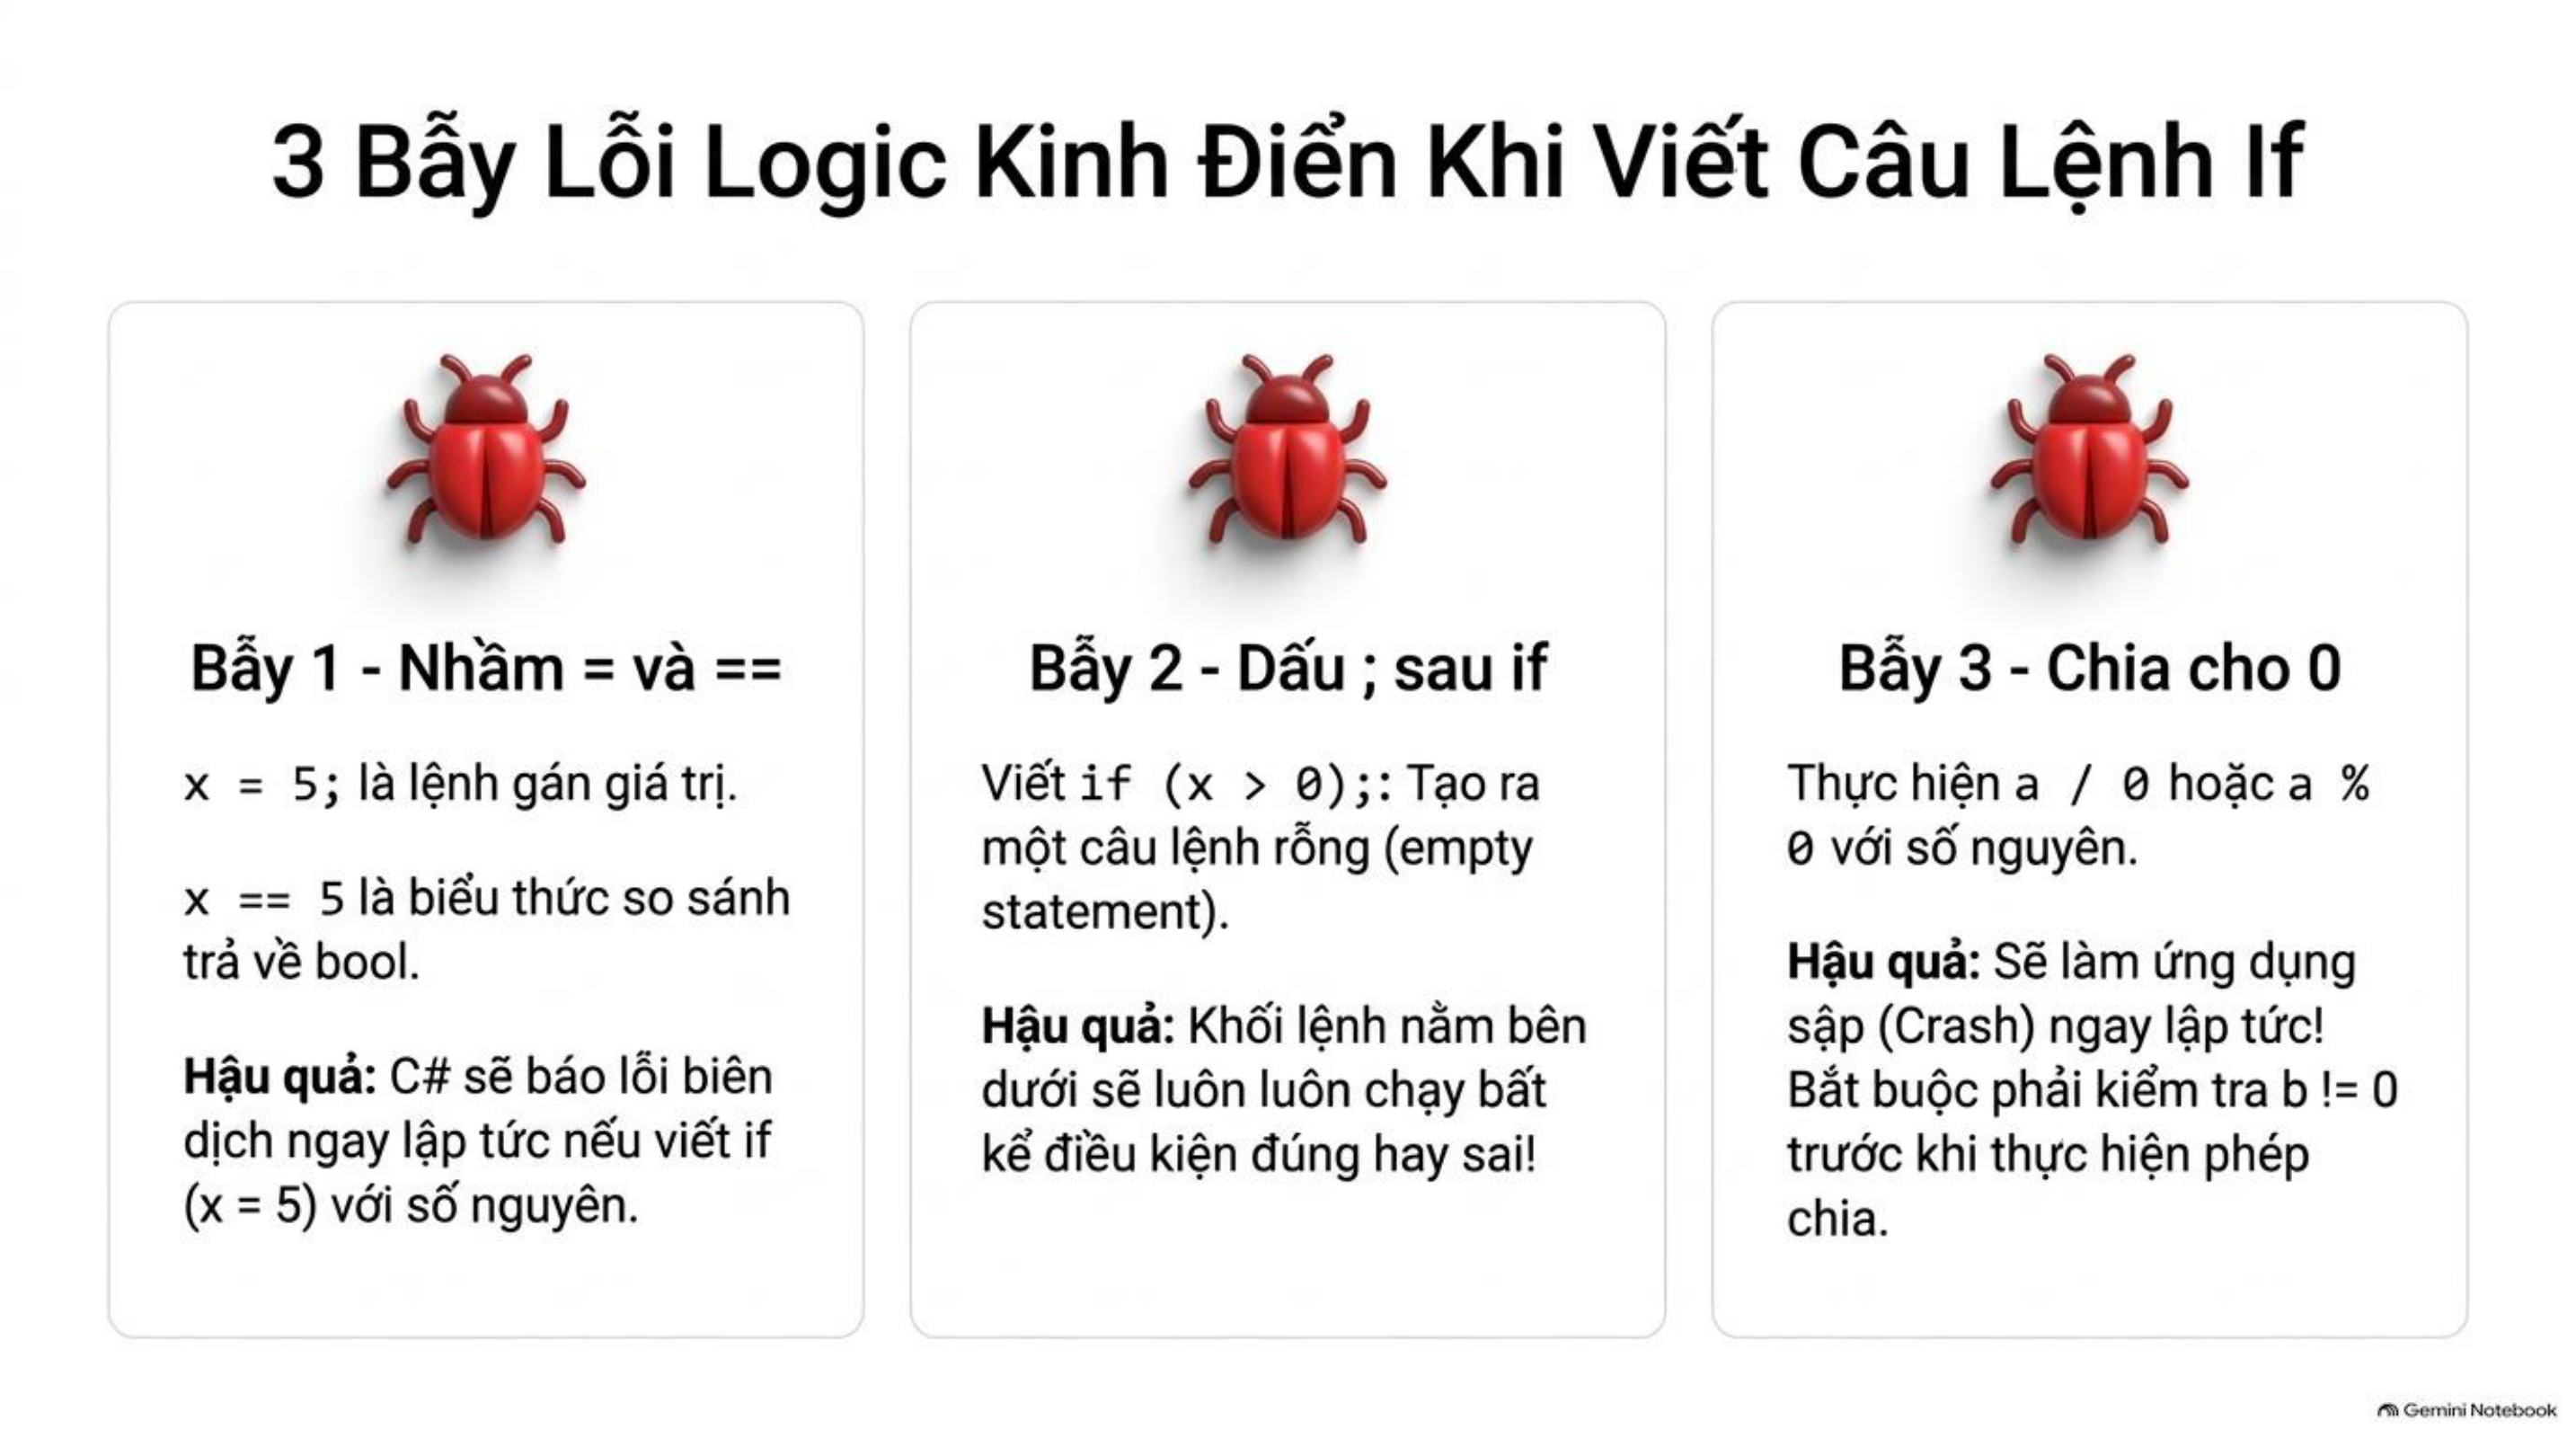 3 Bẫy Lỗi Logic Kinh Điển Khi Viết Câu Lệnh If
Bẫy 1 - Nhầm = và ==
x = 5; là lệnh gán giá trị.
x == 5 là biểu thức so sánh
trả về bool.
Hậu quả: C# sẽ báo lỗi biên
dịch ngay lập tức nếu viết if
(x = 5) với số nguyên.
Bẫy 2 - Dấu ; sau if
Viết if (x > 0);: Tạo ra
một câu lệnh rỗng (empty
statement).
Hậu quả: Khối lệnh nằm bên
dưới sẽ luôn luôn chạy bất
kể điều kiện đúng hay sai!
Bẫy 3 - Chia cho 0
Thực hiện a / 0 hoặc a %
0 với số nguyên.
Hậu quả: Sẽ làm ứng dụng
sập (Crash) ngay lập tức!
Bắt buộc phải kiểm tra b != 0
trước khi thực hiện phép
chia.
Gemini Notebook